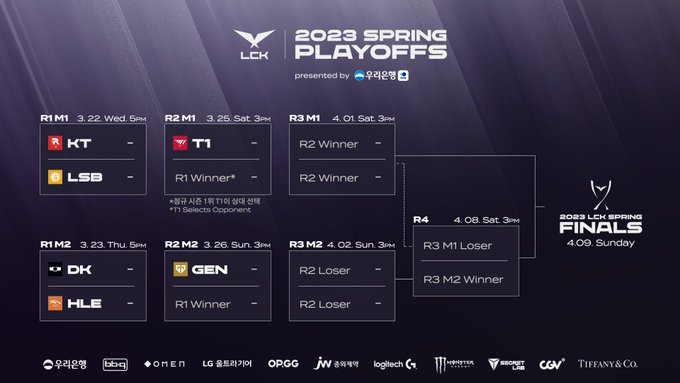 LCK
2023 SPRING
PLAYOFFS
presented by 우리은행
R1 M1 3. 22. Wed. 5PM
KT -
LSB -
R2 M1 3. 25. Sat. 3PM
T1 -
R1 Winner* -
*정규 시즌 1위 T1이 상대 선택
*T1 Selects Opponent
R3 M1 4. 01. Sat. 3PM
R2 Winner -
R2 Winner -
R1 M2 3. 23. Thu. 5PM
DK -
HLE -
R2 M2 3. 26. Sun. 3PM
GEN -
R1 Winner -
R3 M2 4. 02. Sun. 3PM
R2 Loser -
R2 Loser -
R4 4. 08. Sat. 3PM
R3 M1 Loser -
R3 M2 Winner -
2023 LCK SPRING
FINALS
4. 09. Sunday
우리은행 bb.q OMEN LG 울트라기어 OP.GG JW 중외제약 logitech G MONSTER ENERGY SECRET LAB CGV TIFFANY & CO.